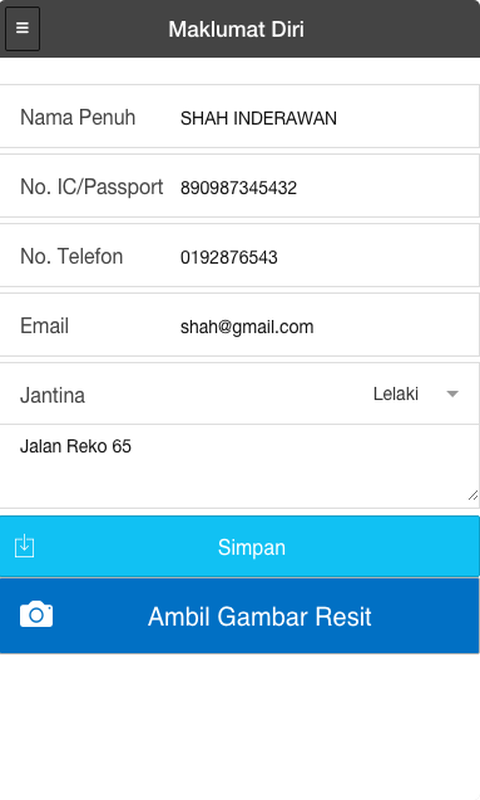 Maklumat Diri
Nama Penuh SHAH INDERAWAN
No. IC/Passport 890987345432
No. Telefon 0192876543
Email shah@gmail.com
Jantina Lelaki
Jalan Reko 65
Simpan
Ambil Gambar Resit